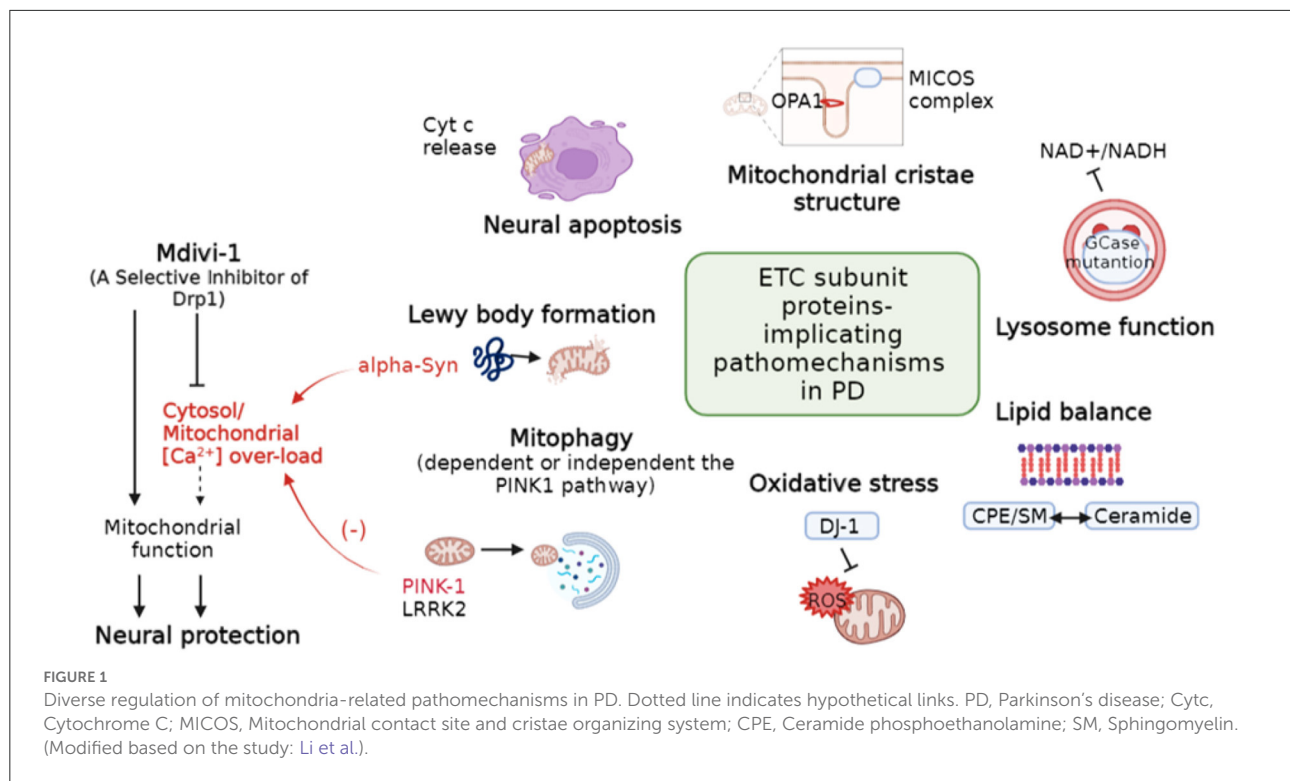 Cyt c
release
Neural apoptosis
OPA1
MICOS
complex
Mitochondrial cristae
structure
NAD+/NADH
GCase
mutantion
Lysosome function
Mdivi-1
(A Selective Inhibitor of
Drp1)
Lewy body formation
alpha-Syn
ETC subunit
proteins-
implicating
pathomechanisms
in PD
Cytosol/
Mitochondrial
[Ca²⁺] over-load
Mitophagy
(dependent or independent the
PINK1 pathway)
Lipid balance
CPE/SM
Ceramide
Oxidative stress
DJ-1
ROS
Mitochondrial
function
(-)
PINK-1
LRRK2
Neural protection
FIGURE 1
Diverse regulation of mitochondria-related pathomechanisms in PD. Dotted line indicates hypothetical links. PD, Parkinson's disease; Cytc,
Cytochrome C; MICOS, Mitochondrial contact site and cristae organizing system; CPE, Ceramide phosphoethanolamine; SM, Sphingomyelin.
(Modified based on the study: Li et al.).